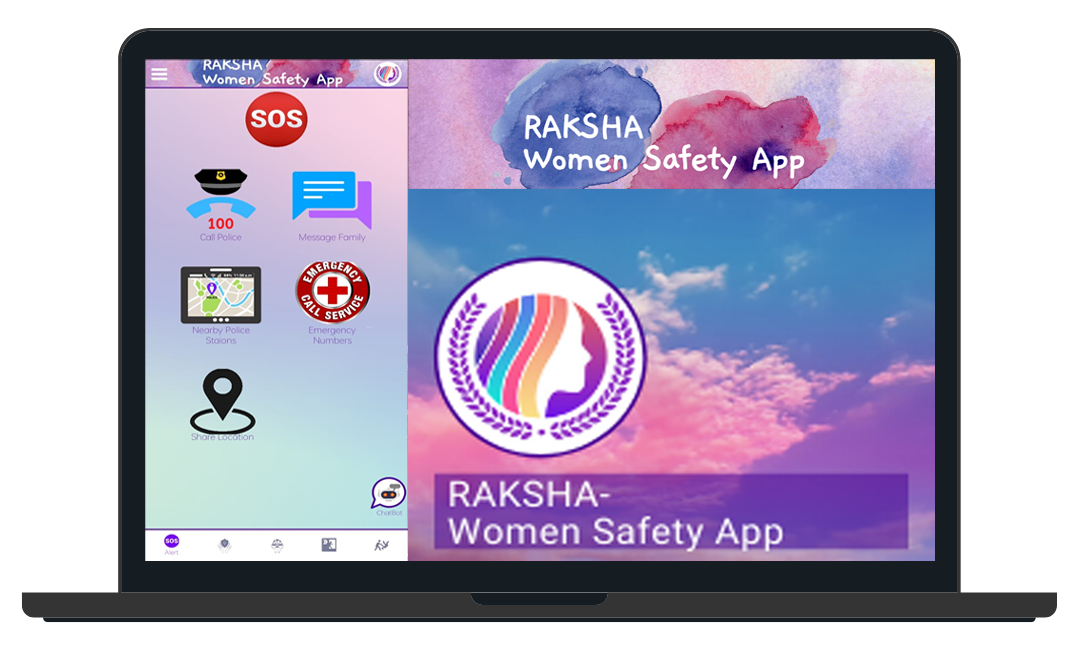 RAKSHA
Women Safety App
SOS
100
Call Police
Message Family
EMERGENCY
CALL SERVICE
Nearby Police
Staions
Emergency
Numbers
Share Location
ChatBot
SOS
Alert
RAKSHA
Women Safety App
RAKSHA-
Women Safety App